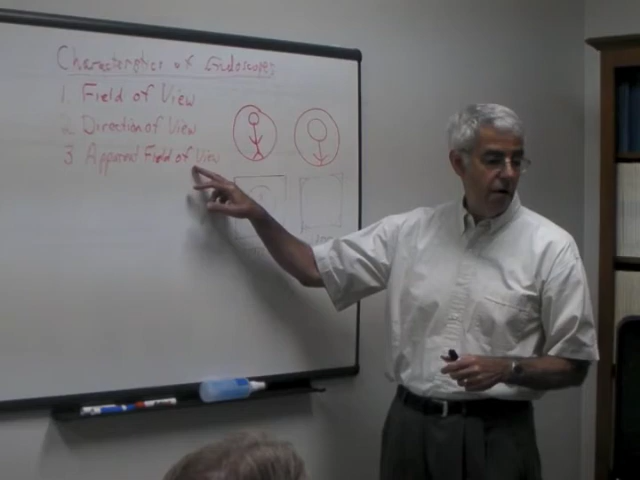 Characteristics of Endoscopes
1. Field of View
2. Direction of View
3 Apparent Field of View